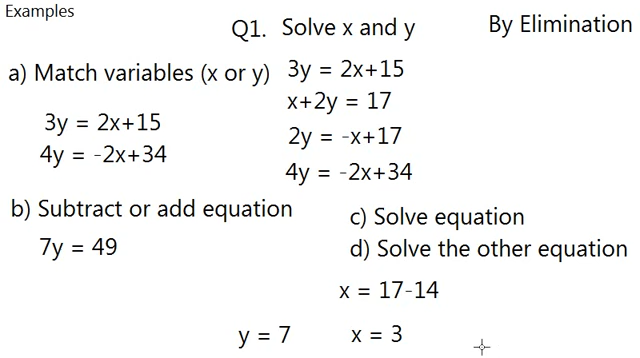 Examples
Q1. Solve x and y
By Elimination
a) Match variables (x or y)
3y = 2x+15
x+2y = 17
2y = -x+17
4y = -2x+34
3y = 2x+15
4y = -2x+34
b) Subtract or add equation
7y = 49
c) Solve equation
d) Solve the other equation
x = 17-14
y = 7
x = 3